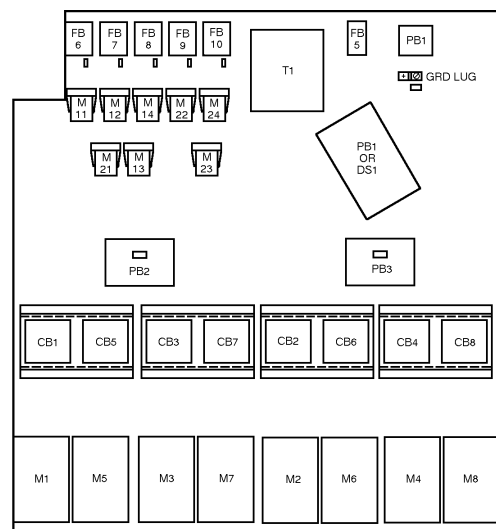 FB 6
FB 7
FB 8
FB 9
FB 10
T1
FB 5
PB1
GRD LUG
M 11
M 12
M 14
M 22
M 24
M 21
M 13
M 23
PB1 OR DS1
PB2
PB3
CB1
CB5
CB3
CB7
CB2
CB6
CB4
CB8
M1
M5
M3
M7
M2
M6
M4
M8